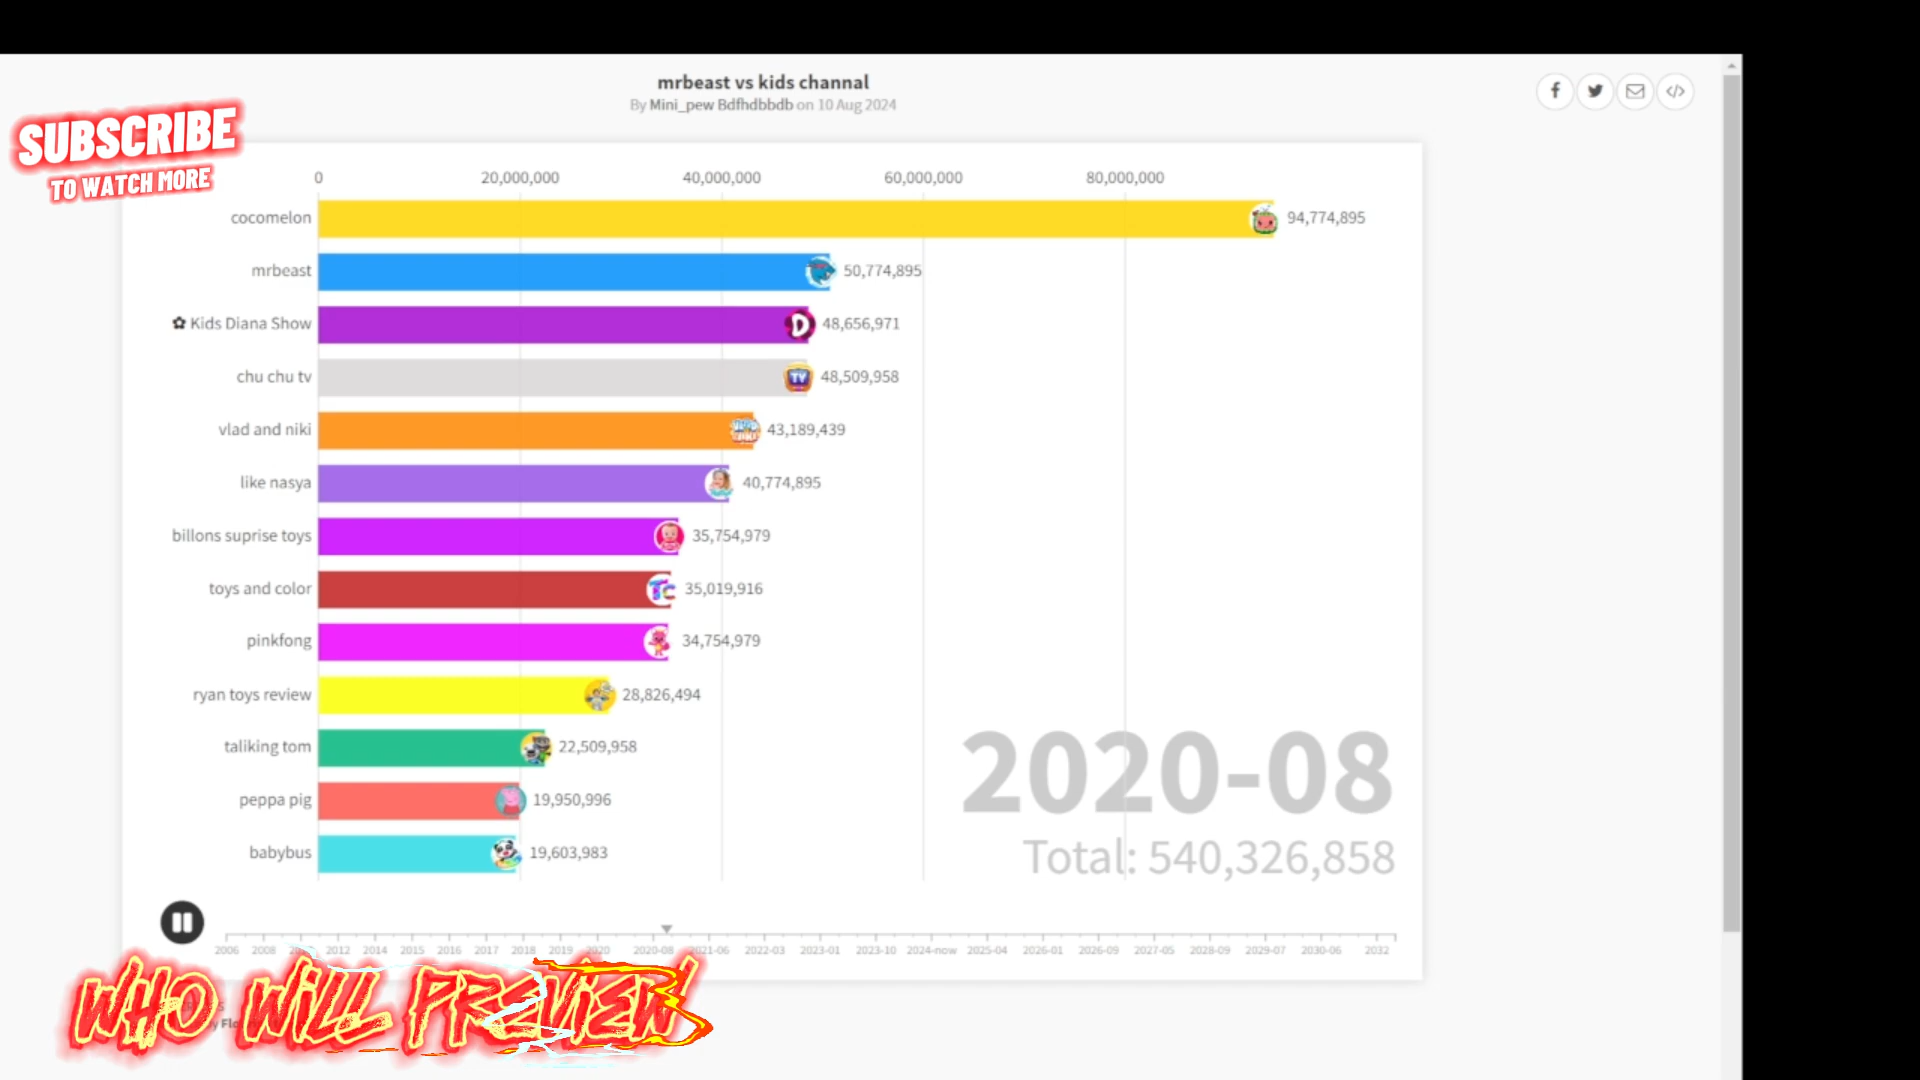 mrbeast vs kids channal
By Mini_pew Bdfhdbbdb on 10 Aug 2024
SUBSCRIBE
TO WATCH MORE
0 20,000,000 40,000,000 60,000,000 80,000,000
cocomelon 94,774,895
mrbeast 50,774,895
✿ Kids Diana Show 48,656,971
chu chu tv 48,509,958
vlad and niki 43,189,439
like nasya 40,774,895
billons suprise toys 35,754,979
toys and color 35,019,916
pinkfong 34,754,979
ryan toys review 28,826,494
taliking tom 22,509,958
peppa pig 19,950,996
babybus 19,603,983
2020-08
Total: 540,326,858
2006 2008 2012 2014 2015 2016 2017 2018 2019 2020 2020-08 2021-06 2022-03 2023-01 2023-10 2024-now 2025-04 2026-01 2026-09 2027-05 2028-09 2029-07 2030-06 2032
WHO WILL PREVIEW